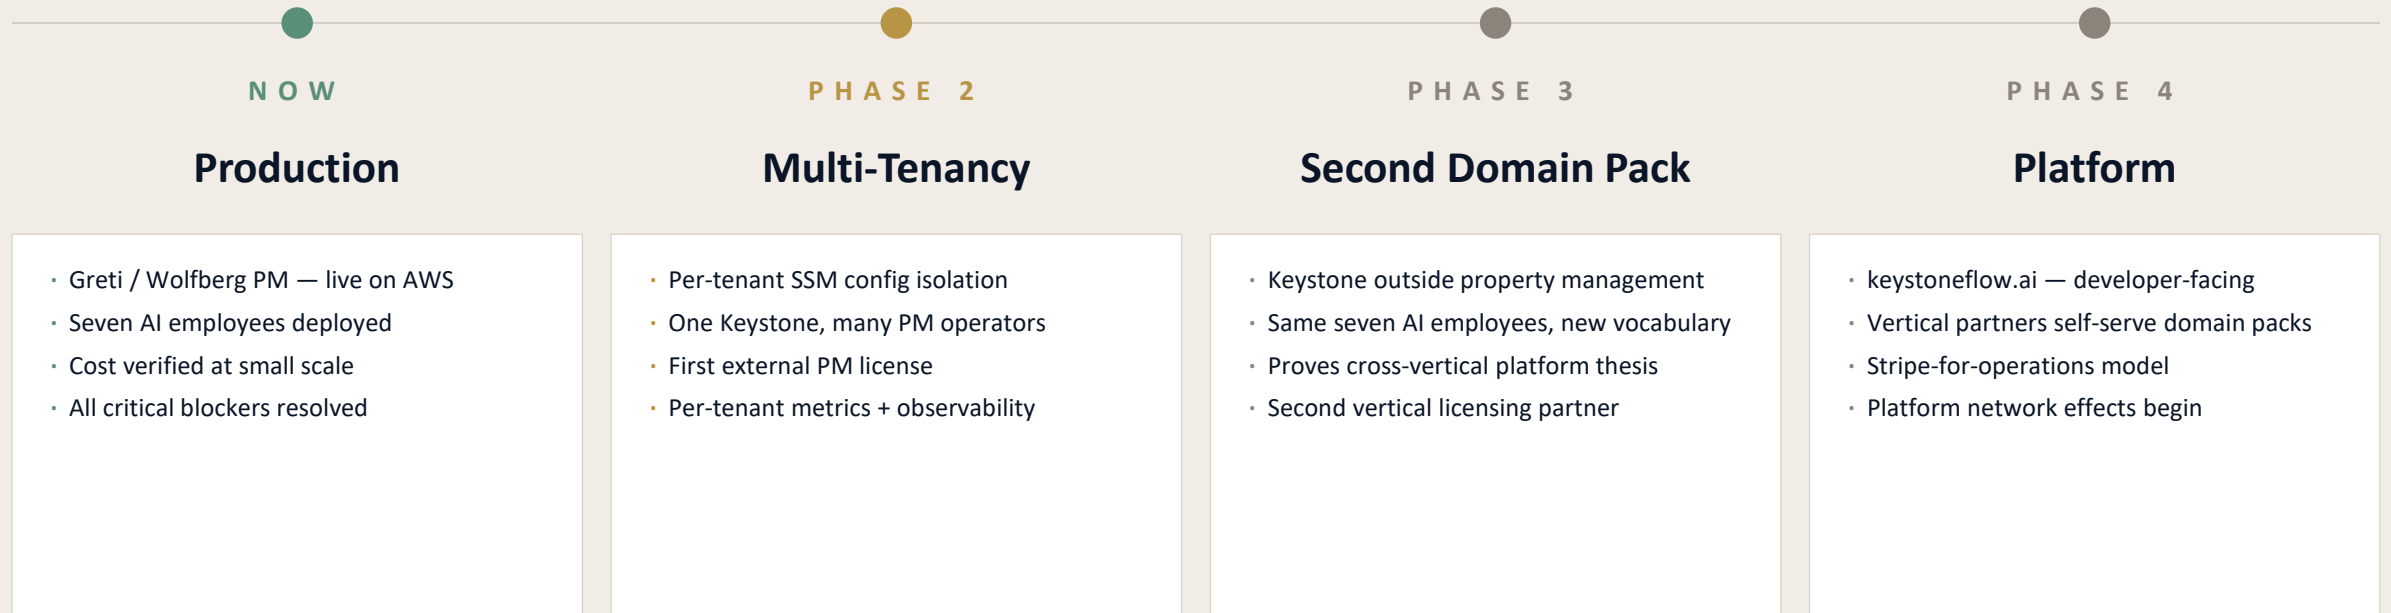 NOW
Production
· Greti / Wolfberg PM — live on AWS
· Seven AI employees deployed
· Cost verified at small scale
· All critical blockers resolved
PHASE 2
Multi-Tenancy
· Per-tenant SSM config isolation
· One Keystone, many PM operators
· First external PM license
· Per-tenant metrics + observability
PHASE 3
Second Domain Pack
· Keystone outside property management
· Same seven AI employees, new vocabulary
· Proves cross-vertical platform thesis
· Second vertical licensing partner
PHASE 4
Platform
· keystoneflow.ai — developer-facing
· Vertical partners self-serve domain packs
· Stripe-for-operations model
· Platform network effects begin